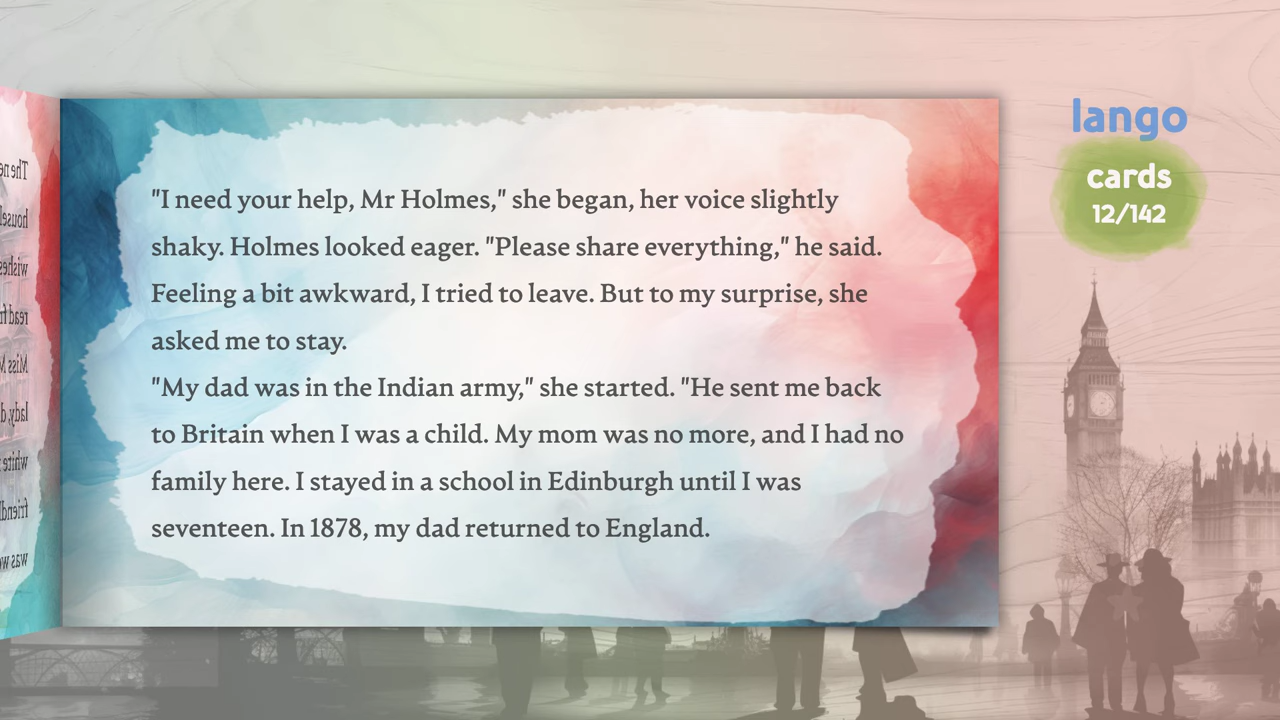 "I need your help, Mr Holmes," she began, her voice slightly
shaky. Holmes looked eager. "Please share everything," he said.
Feeling a bit awkward, I tried to leave. But to my surprise, she
asked me to stay.
"My dad was in the Indian army," she started. "He sent me back
to Britain when I was a child. My mom was no more, and I had no
family here. I stayed in a school in Edinburgh until I was
seventeen. In 1878, my dad returned to England.
lango
cards
12/142